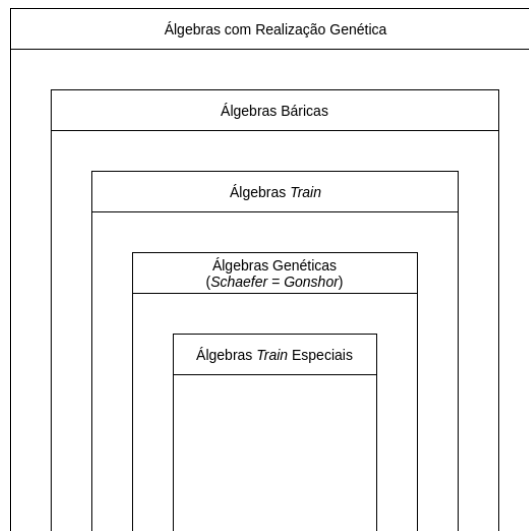 Álgebras com Realização Genética
Álgebras Báricas
Álgebras Train
Álgebras Genéticas
(Schaefer = Gonshor)
Álgebras Train Especiais